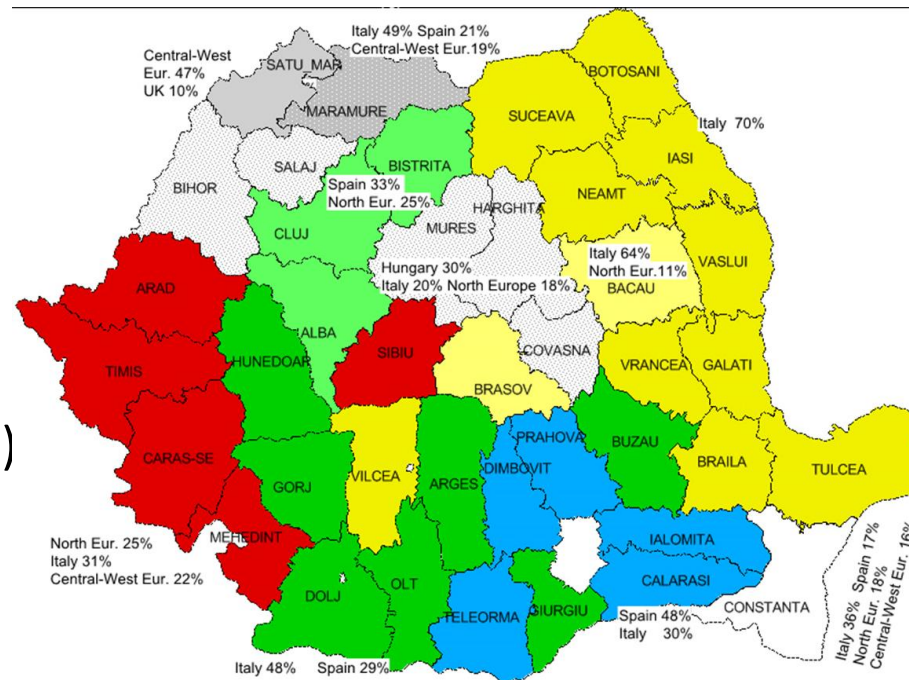 Italy 49% Spain 21%
Central-West Eur.19%
Central-West
Eur. 47%
UK 10%
SATU_MAR
MARAMURE
BOTOSANI
SUCEAVA
Italy 70%
IASI
SALAJ
BISTRITA
BIHOR
Spain 33%
North Eur. 25%
NEAMT
HARGHITA
MURES
CLUJ
Italy 64%
North Eur.11%
BACAU
VASLUI
Hungary 30%
Italy 20% North Europe 18%
ARAD
ALBA
SIBIU
COVASNA
HUNEDOAR
VRANCEA
GALATI
TIMIS
BRASOV
)
PRAHOVA
BUZAU
CARAS-SE
VILCEA
DIMBOVIT
BRAILA
TULCEA
GORJ
ARGES
MEHEDINT
IALOMITA
North Eur. 25%
Italy 31%
Central-West Eur. 22%
CALARASI
DOLJ
OLT
TELEORMA
GIURGIU
CONSTANTA
Spain 48%
Italy 30%
Italy 36% Spain 17%
North Eur. 18%
Central-West Eur. 16%
Italy 48% Spain 29%